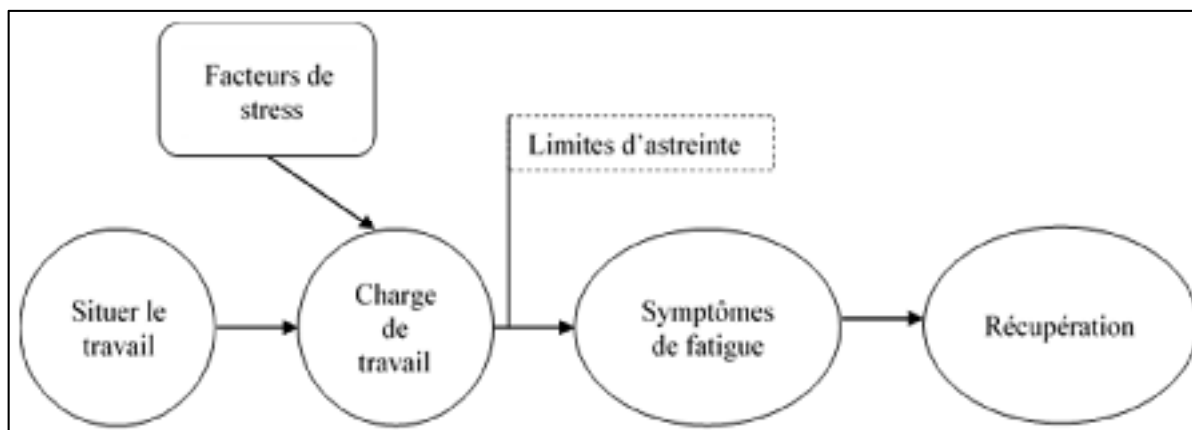 Facteurs de
stress
Limites d'astreinte
Situer le
travail
Charge
de
travail
Symptômes
de fatigue
Récupération